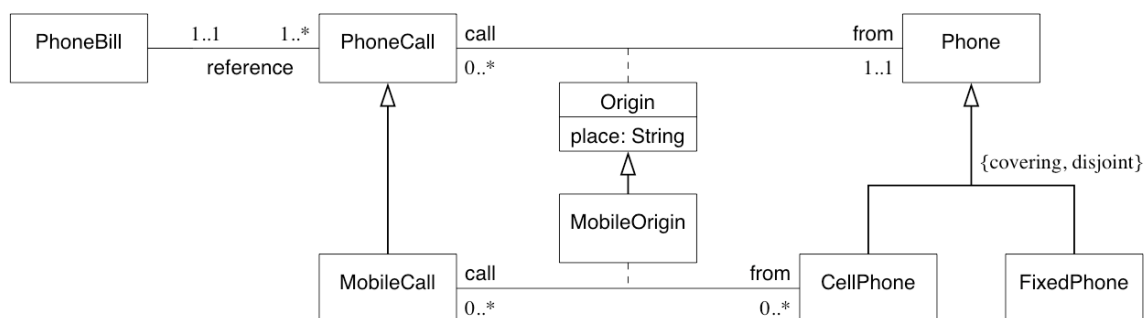 PhoneBill
1..1
1..*
reference
PhoneCall
call
0..*
from
1..1
Phone
Origin
place: String
{covering, disjoint}
MobileOrigin
MobileCall
call
0..*
from
0..*
CellPhone
FixedPhone